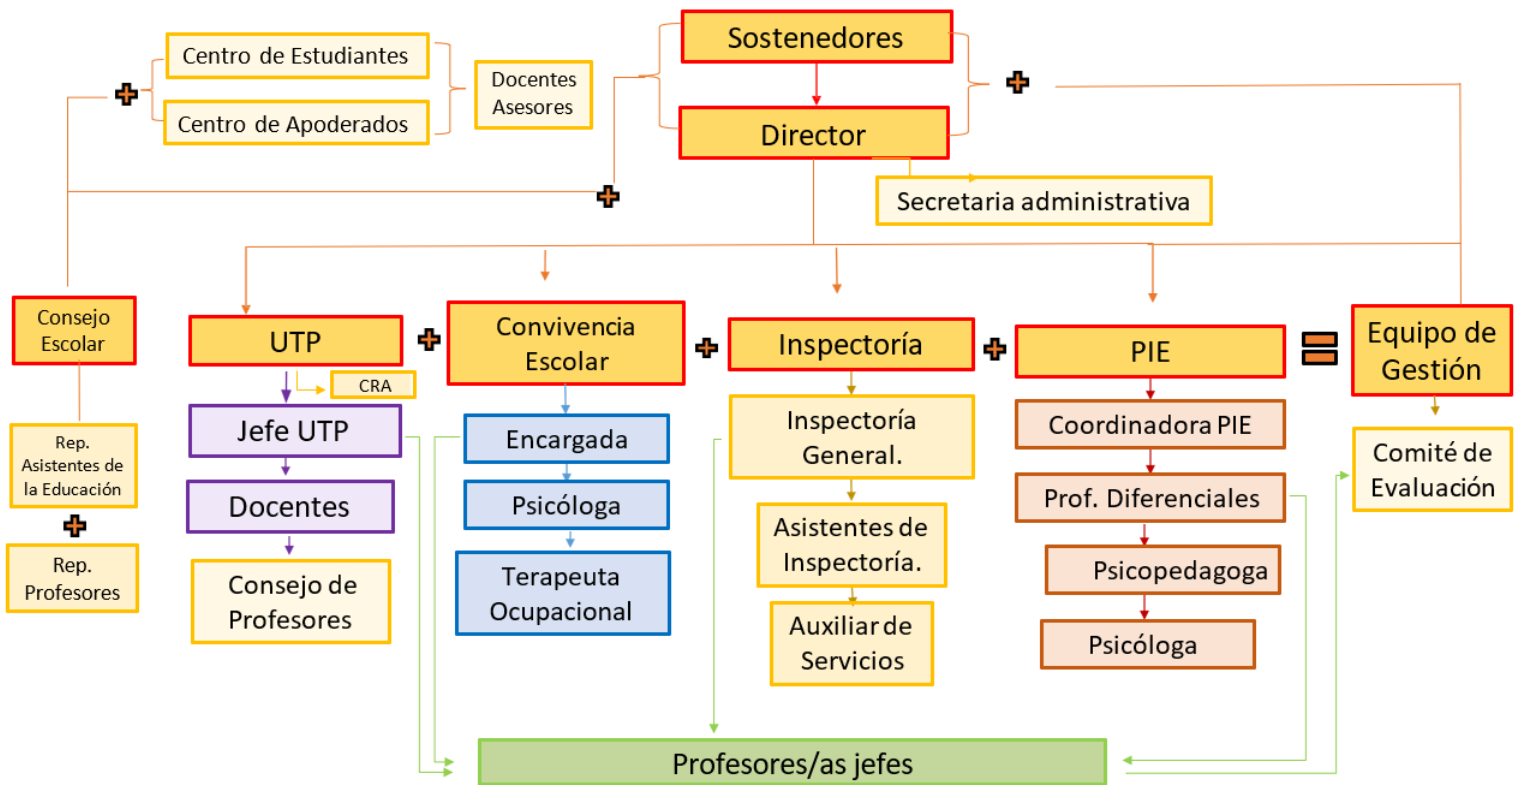 Sostenedores
Centro de Estudiantes
Docentes
Asesores
Centro de Apoderados
Director
Secretaria administrativa
Consejo
Escolar
UTP
Convivencia
Escolar
Inspectoría
PIE
Equipo de
Gestión
CRA
Jefe UTP
Encargada
Inspectoría
General.
Coordinadora PIE
Comité de
Evaluación
Rep.
Asistentes de
la Educación
Docentes
Psicóloga
Prof. Diferenciales
Asistentes de
Inspectoría.
Rep.
Profesores
Consejo de
Profesores
Terapeuta
Ocupacional
Psicopedagoga
Auxiliar de
Servicios
Psicóloga
Profesores/as jefes